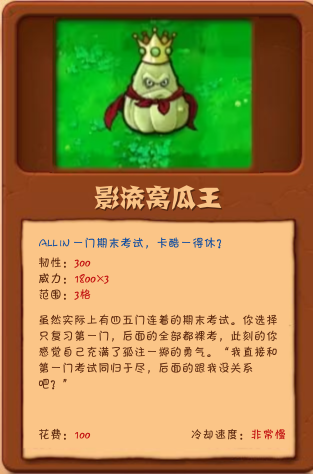 影流窝瓜王
ALLIN 一门期末考试，卡酷一得休？
韧性：300
威力：1800×3
范围：3格
虽然实际上有四五门连着的期末考试。你选择
只复习第一门，后面的全部都裸考，此刻的你
感觉自己充满了孤注一掷的勇气。“我直接和
第一门考试同归于尽，后面的跟我没关系
吧？”
花费：100
冷却速度：非常慢